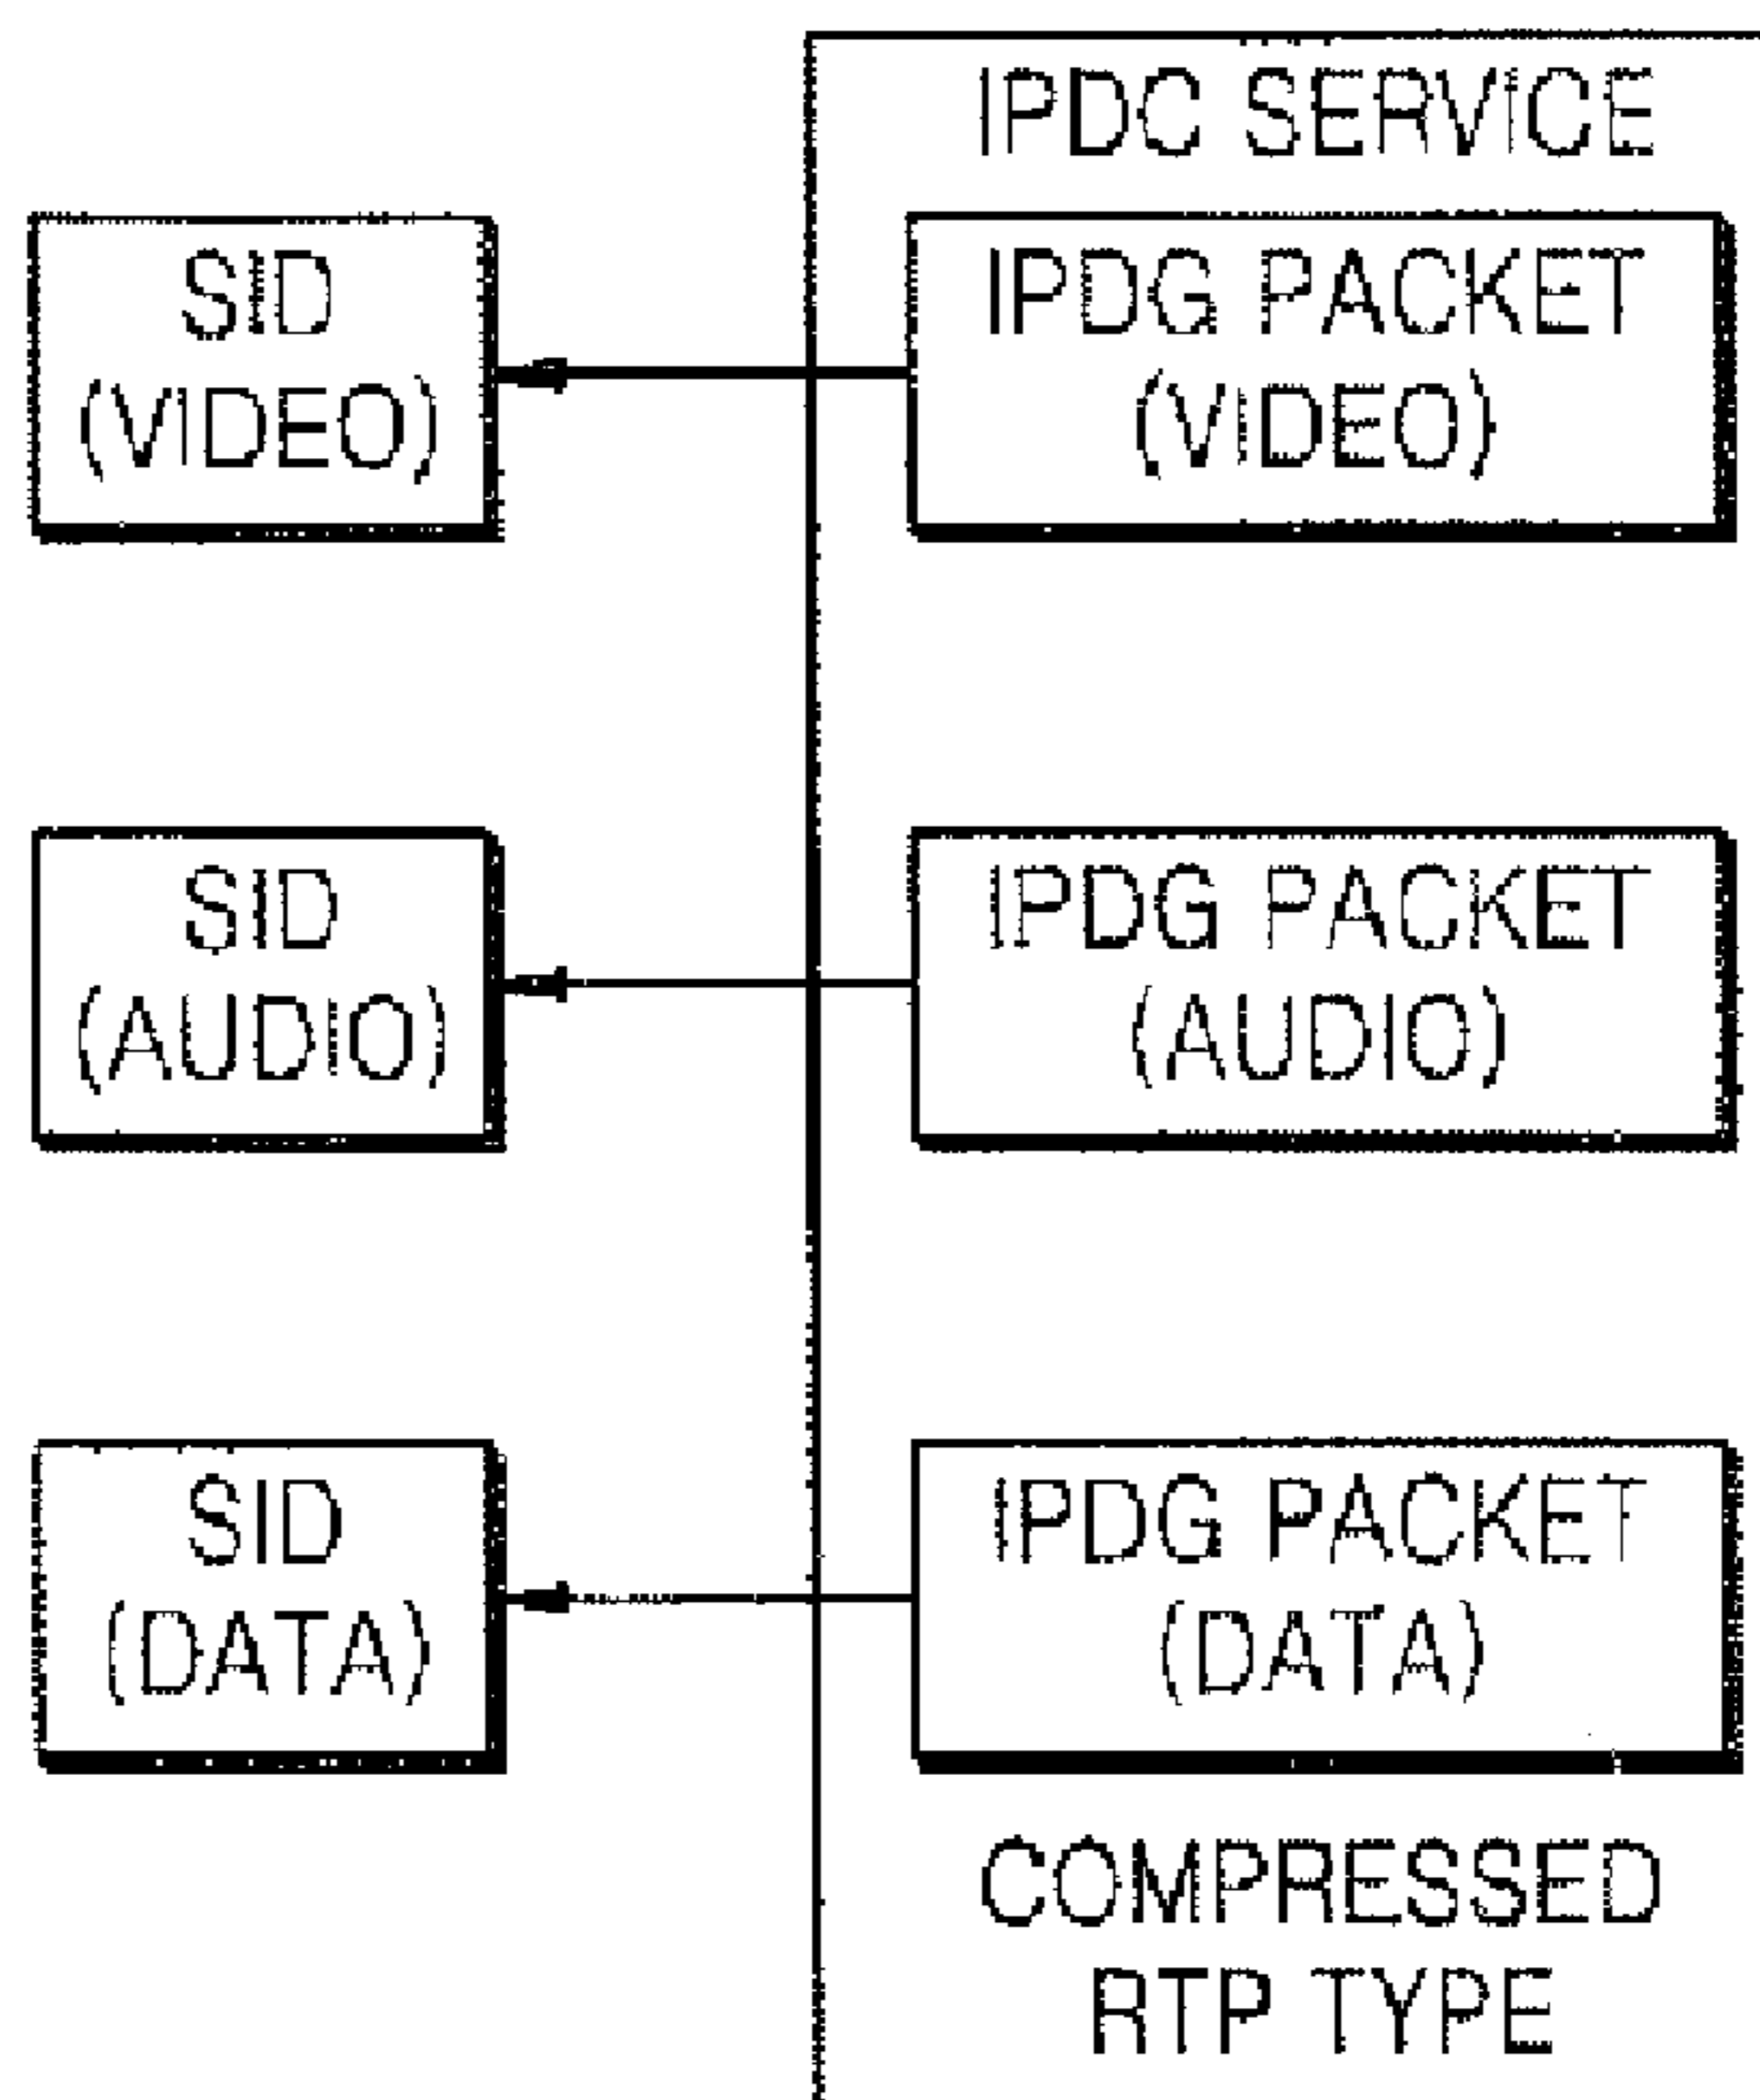 IPDC SERVICE
SID
(VIDEO)
IPDG PACKET
(VIDEO)
SID
(AUDIO)
IPDG PACKET
(AUDIO)
SID
(DATA)
IPDG PACKET
(DATA)
COMPRESSED
RTP TYPE